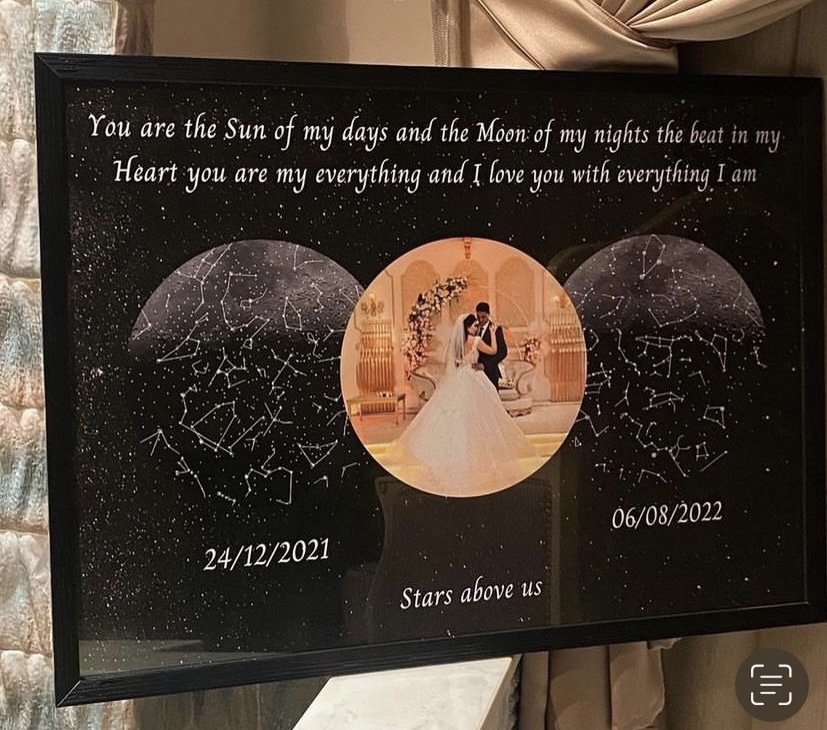 You are the Sun of my days and the Moon of my nights the beat in my
Heart you are my everything and I love you with everything I am
24/12/2021
06/08/2022
Stars above us